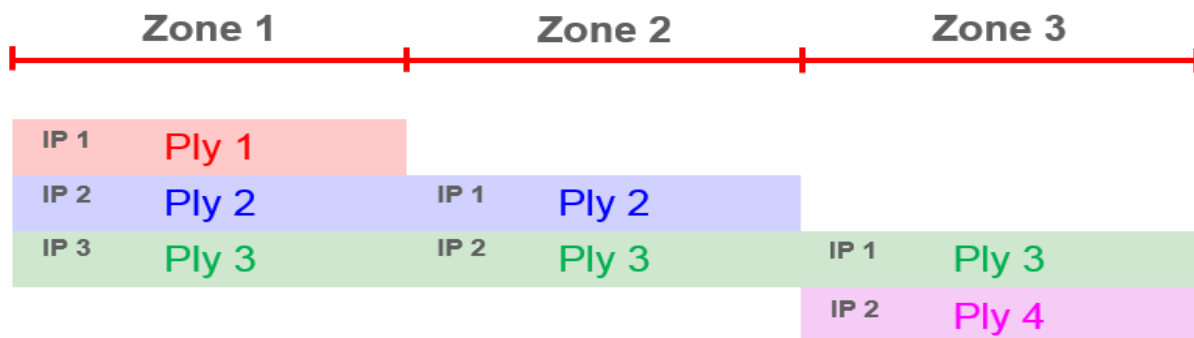 Zone 1 Zone 2 Zone 3
IP 1 Ply 1
IP 2 Ply 2 IP 1 Ply 2
IP 3 Ply 3 IP 2 Ply 3 IP 1 Ply 3
IP 2 Ply 4